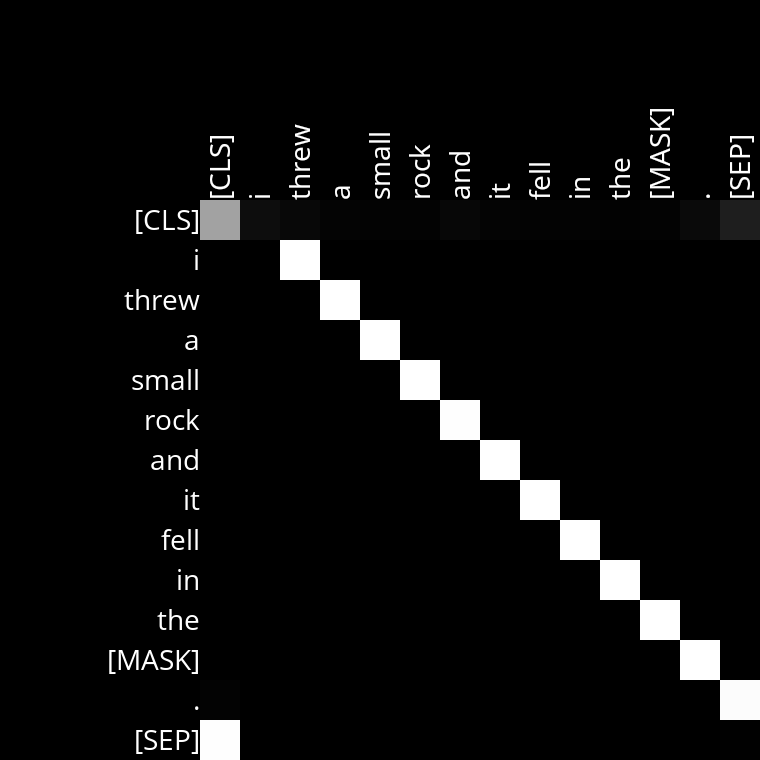 [CLS] i threw a small rock and it fell in the [MASK] . [SEP]
[CLS]
i
threw
a
small
rock
and
it
fell
in
the
[MASK]
.
[SEP]